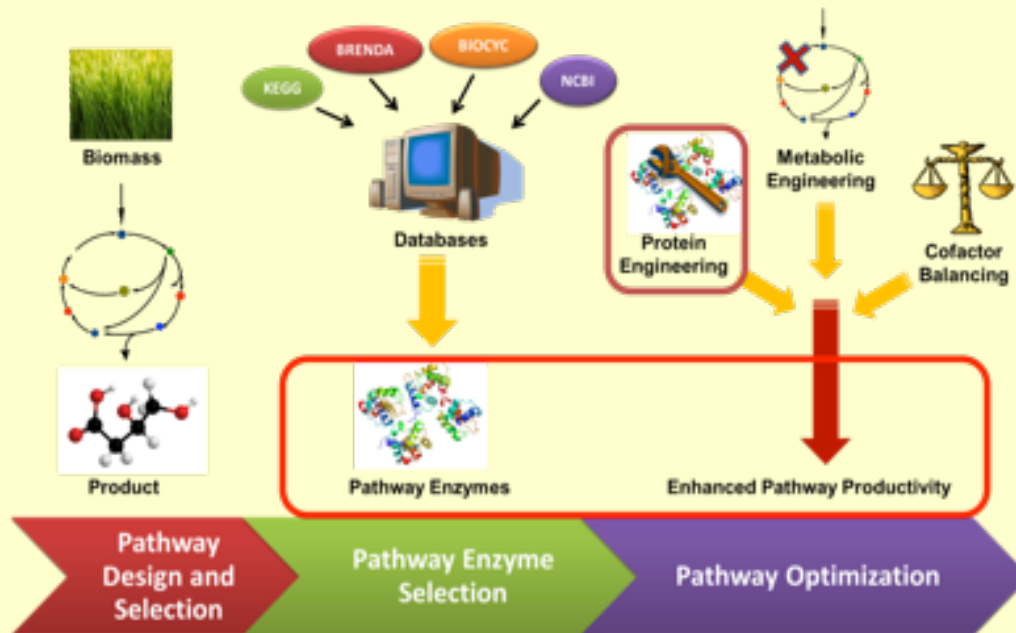 KEGG
BRENDA
BIOCYC
NCBI
Biomass
Databases
Protein
Engineering
Metabolic
Engineering
Cofactor
Balancing
Product
Pathway Enzymes
Enhanced Pathway Productivity
Pathway
Design and
Selection
Pathway Enzyme
Selection
Pathway Optimization